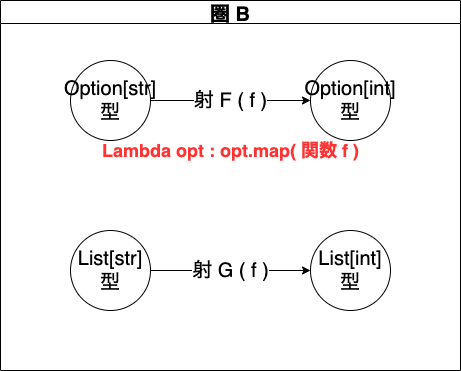 圏 B
Option[str]
型
射 F ( f )
Option[int]
型
Lambda opt : opt.map( 関数 f )
List[str]
型
射 G ( f )
List[int]
型